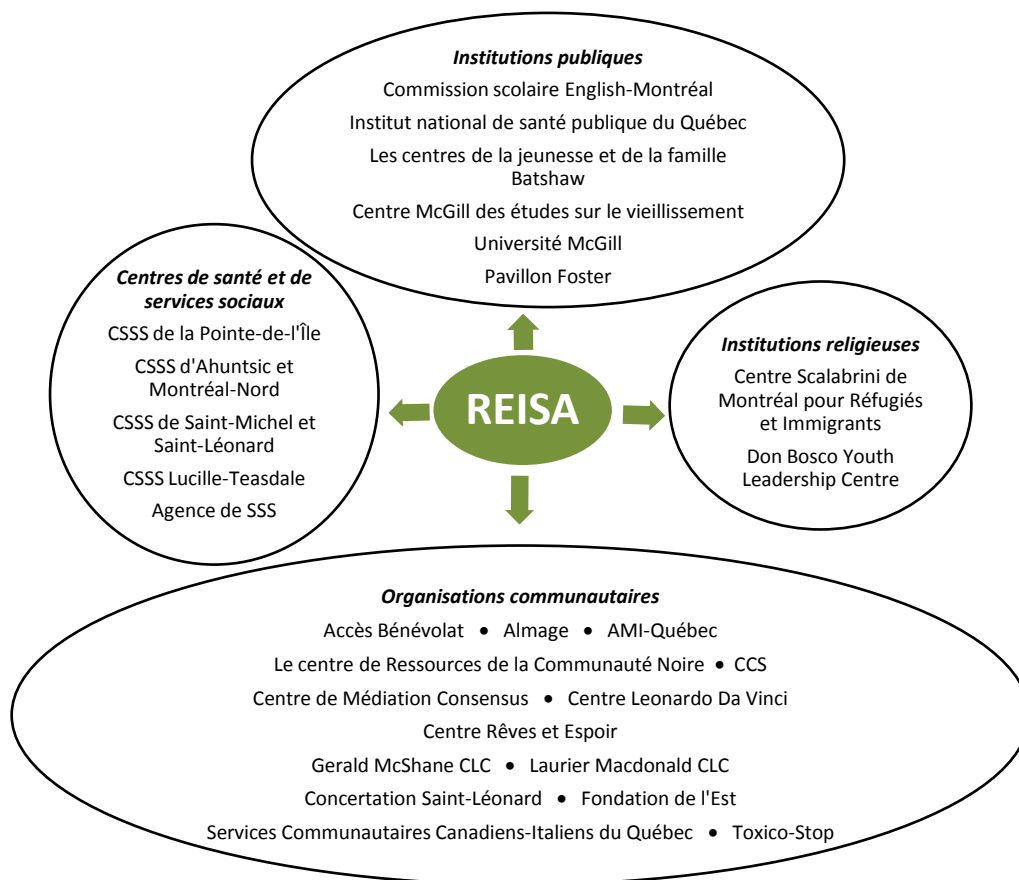 Institutions publiques
Commission scolaire English-Montréal
Institut national de santé publique du Québec
Les centres de la jeunesse et de la famille
Batshaw
Centre McGill des études sur le vieillissement
Université McGill
Pavillon Foster
Centres de santé et de
services sociaux
CSSS de la Pointe-de-l'Île
CSSS d'Ahuntsic et
Montréal-Nord
CSSS de Saint-Michel et
Saint-Léonard
CSSS Lucille-Teasdale
Agence de SSS
REISA
Institutions religieuses
Centre Scalabrini de
Montréal pour Réfugiés
et Immigrants
Don Bosco Youth
Leadership Centre
Organisations communautaires
Accès Bénévolat • Almage • AMI-Québec
Le centre de Ressources de la Communauté Noire • CCS
Centre de Médiation Consensus • Centre Leonardo Da Vinci
Centre Rêves et Espoir
Gerald McShane CLC • Laurier Macdonald CLC
Concertation Saint-Léonard • Fondation de l'Est
Services Communautaires Canadiens-Italiens du Québec • Toxico-Stop